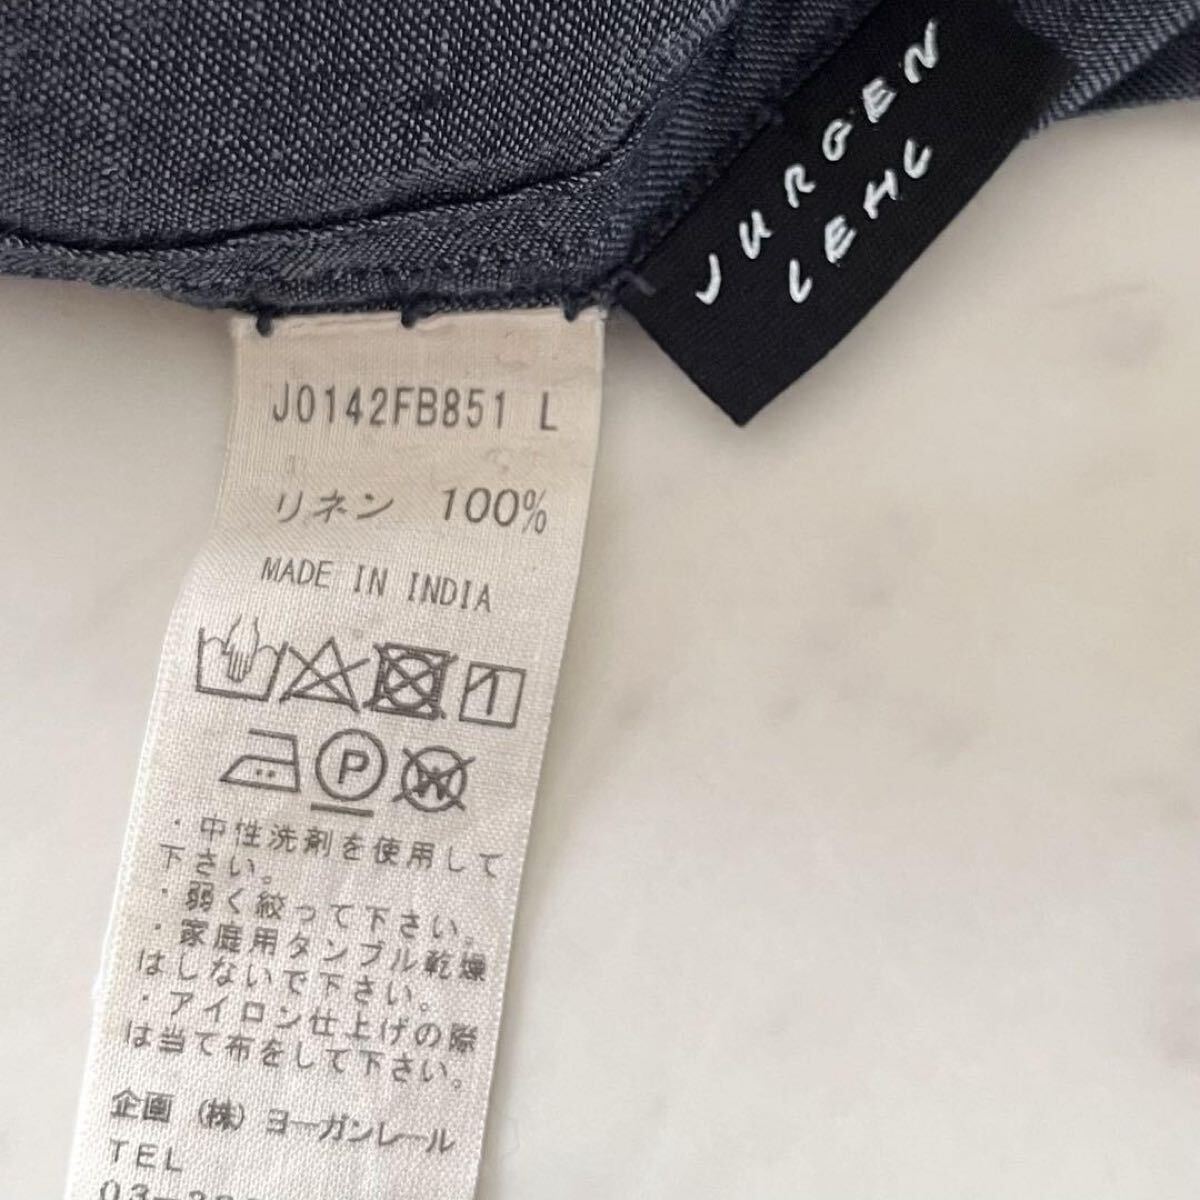 JURGEN
LEHL
J0142FB851 L
リネン 100%
MADE IN INDIA
1
P
W
・中性洗剤を使用して
下さい。
・弱く絞って下さい。
・家庭用タンブル乾燥
はしないで下さい。
・アイロン仕上げの際
は当て布をして下さい。
企画 (株) ヨーガンレール
TEL